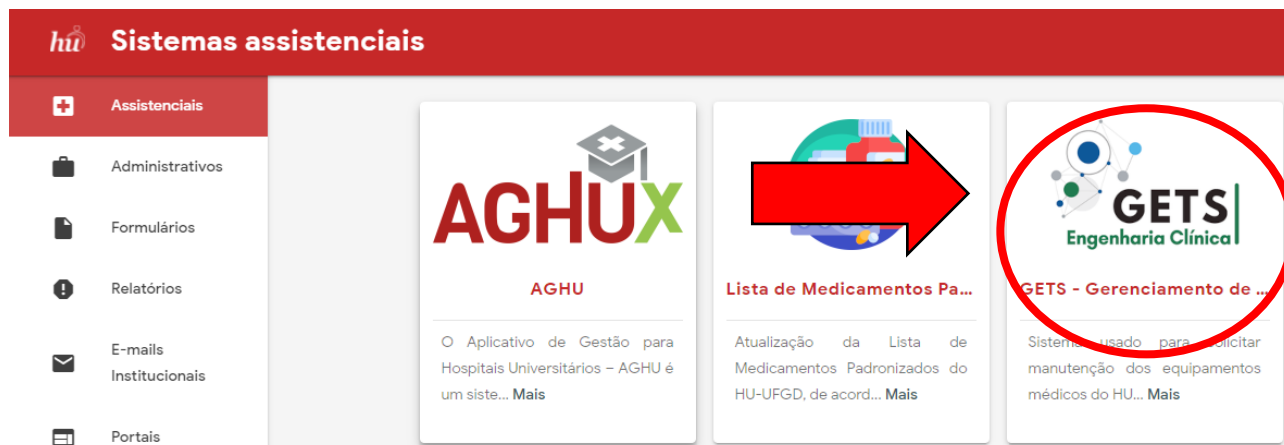 hu Sistemas assistenciais
Assistenciais
Administrativos
Formulários
Relatórios
E-mails
Institucionais
Portais
AGHUX
AGHU
O Aplicativo de Gestão para
Hospitais Universitários – AGHU é
um siste... Mais
Lista de Medicamentos Pa...
Atualização da Lista de
Medicamentos Padronizados do
HU-UFGD, de acord... Mais
GETS
Engenharia Clínica
GETS - Gerenciamento de ...
Sistema usado para solicitar
manutenção dos equipamentos
médicos do HU... Mais